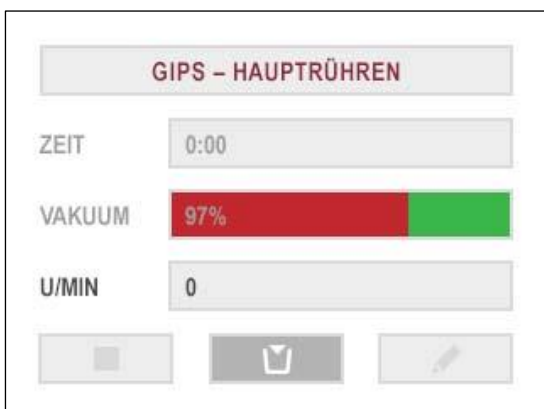 GIPS – HAUPTRÜHREN
ZEIT 0:00
VAKUUM 97%
U/MIN 0